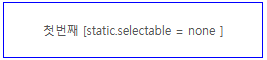 첫번째 [static.selectable = none ]